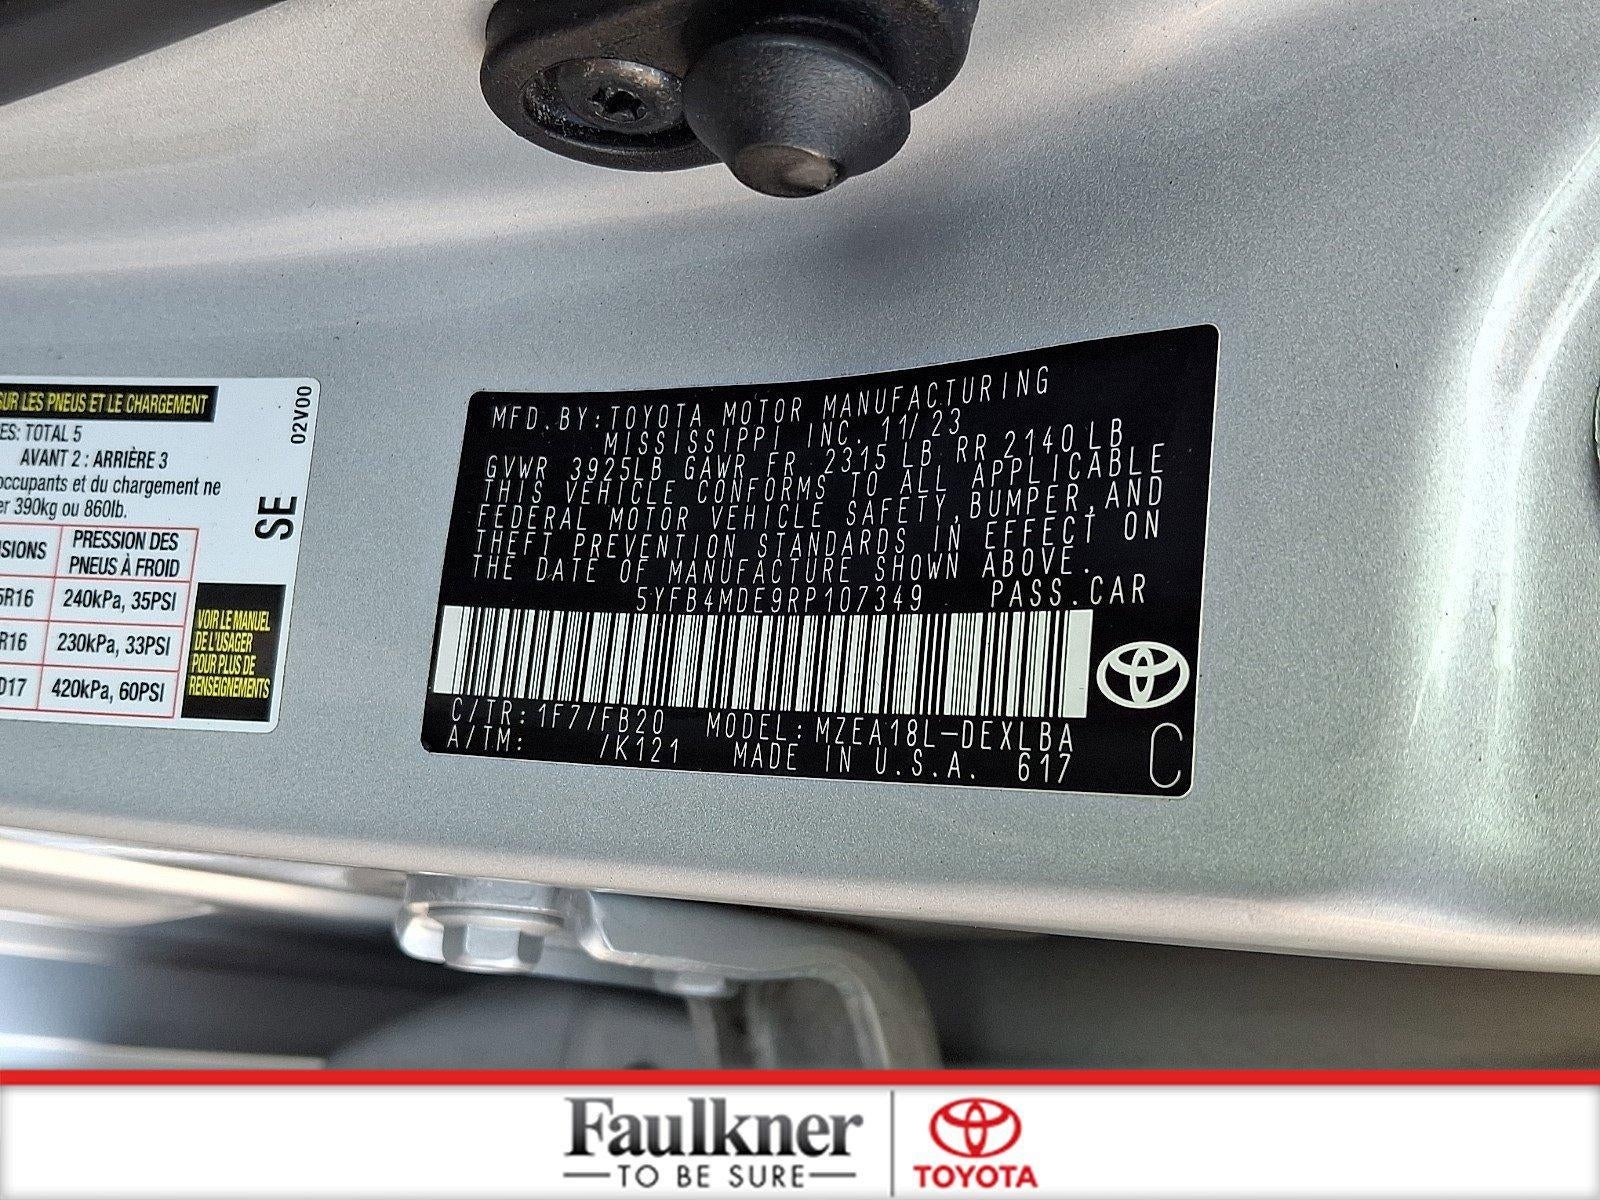 SUR LES PNEUS ET LE CHARGEMENT
ES: TOTAL 5
AVANT 2 : ARRIÈRE 3
occupants et du chargement ne
er 390kg ou 860lb.
SIONS PRESSION DES PNEUS À FROID
5R16 240kPa, 35PSI
R16 230kPa, 33PSI
D17 420kPa, 60PSI
VOIR LE MANUEL
DE L'USAGER
POUR PLUS DE
RENSEIGNEMENTS
02V00
SE
MFD. BY: TOYOTA MOTOR MANUFACTURING
MISSISSIPPI INC. 11/23
GVWR 3925LB GAWR FR 2315 LB RR 2140LB
THIS VEHICLE CONFORMS TO ALL APPLICABLE
FEDERAL MOTOR VEHICLE SAFETY, BUMPER, AND
THEFT PREVENTION STANDARDS IN EFFECT ON
THE DATE OF MANUFACTURE SHOWN ABOVE.
5YFB4MDE9RP107349 PASS.CAR
C/TR: 1F7/FB20 MODEL: MZEA18L-DEXLBA
A/TM: /K121 MADE IN U.S.A. 617
C
Faulkner
TO BE SURE
TOYOTA